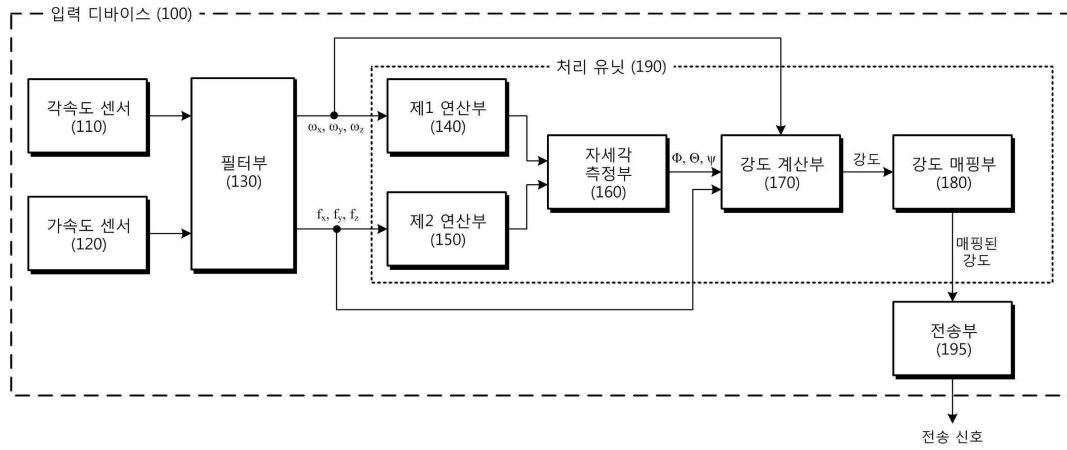 입력 디바이스 (100)
처리 유닛 (190)
각속도 센서
(110)
가속도 센서
(120)
필터부
(130)
ωx, ωy, ωz
fx, fy, fz
제1 연산부
(140)
제2 연산부
(150)
자세각
측정부
(160)
Φ, Θ, ψ
강도 계산부
(170)
강도
강도 매핑부
(180)
매핑된
강도
전송부
(195)
전송 신호